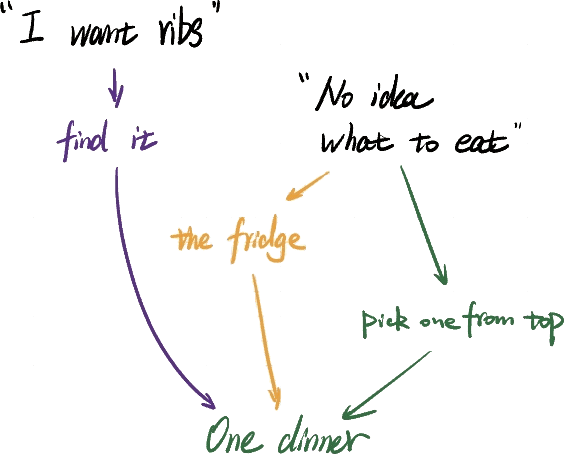 "I want ribs"
find it
"No idea
what to eat"
the fridge
pick one from top
One dinner